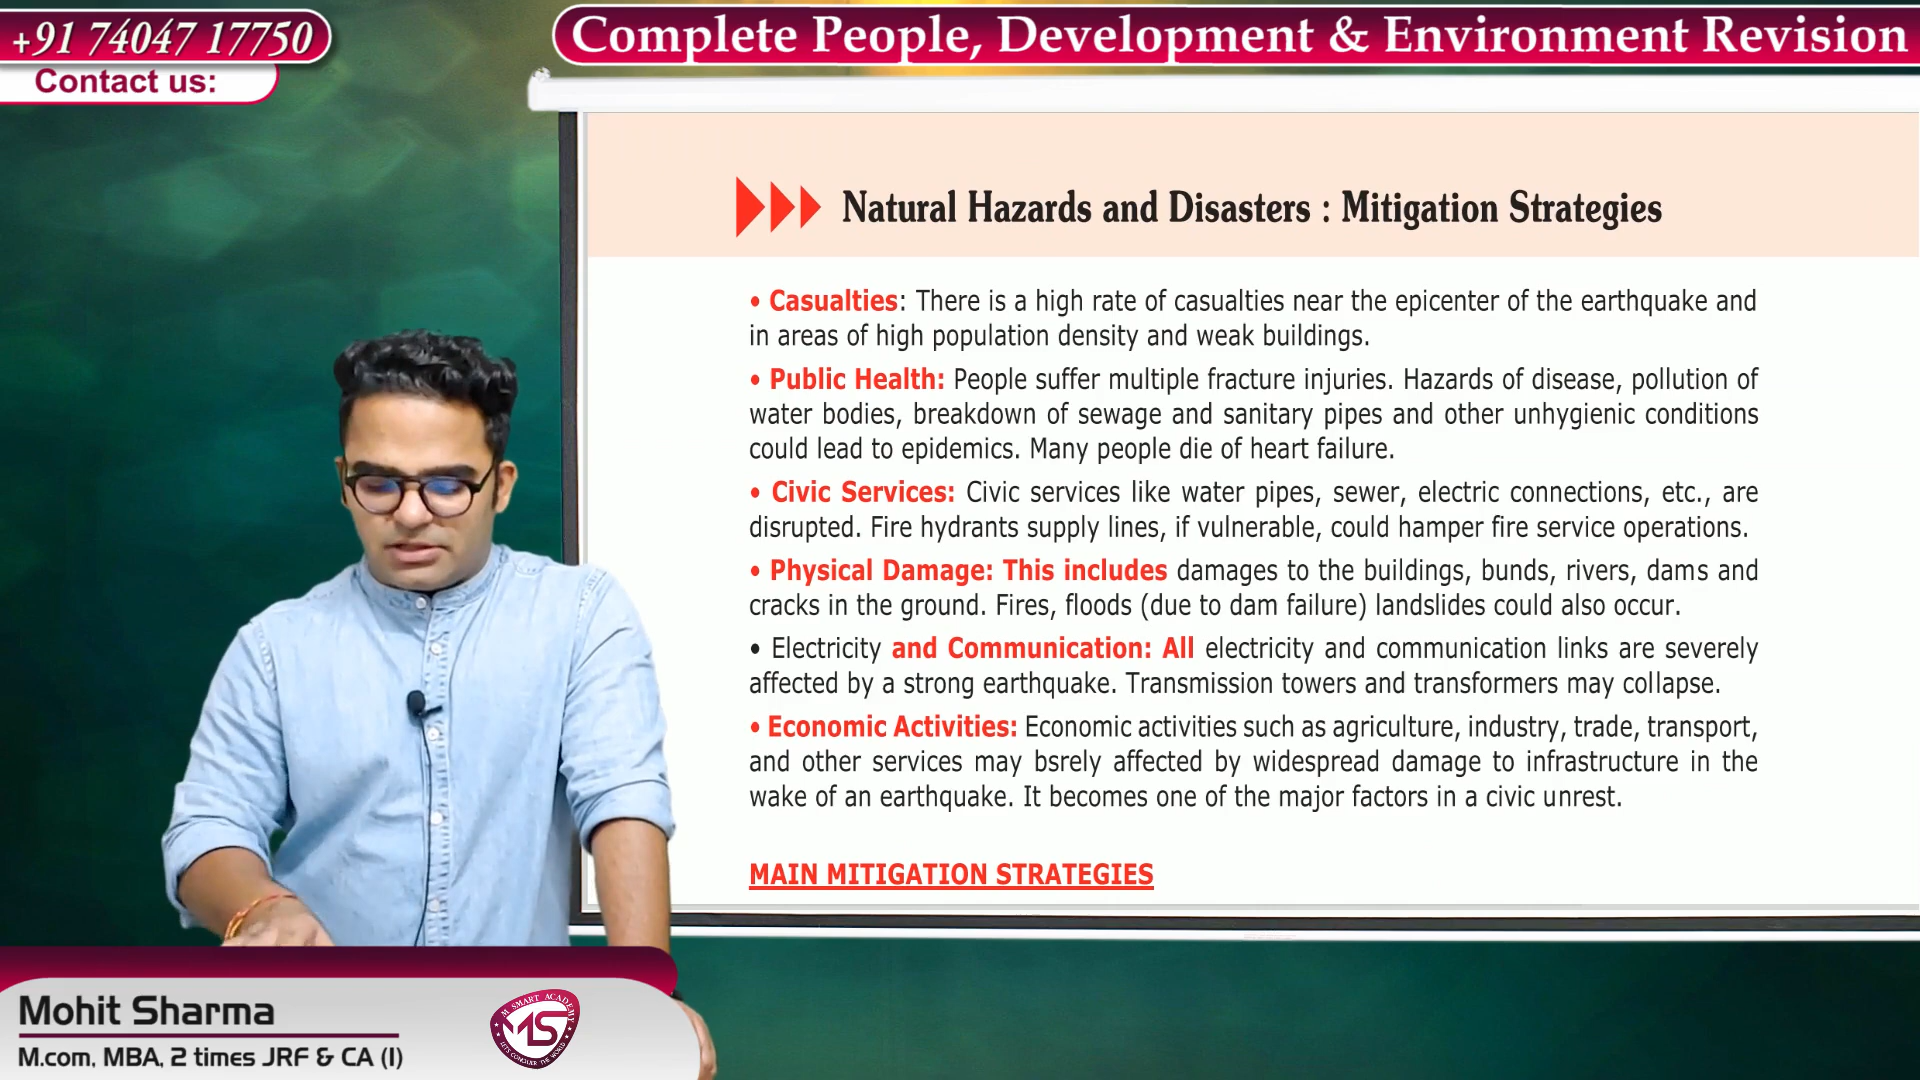 +91 74047 17750
Contact us:
Complete People, Development & Environment Revision
Natural Hazards and Disasters : Mitigation Strategies
• Casualties: There is a high rate of casualties near the epicenter of the earthquake and
in areas of high population density and weak buildings.
• Public Health: People suffer multiple fracture injuries. Hazards of disease, pollution of
water bodies, breakdown of sewage and sanitary pipes and other unhygienic conditions
could lead to epidemics. Many people die of heart failure.
• Civic Services: Civic services like water pipes, sewer, electric connections, etc., are
disrupted. Fire hydrants supply lines, if vulnerable, could hamper fire service operations.
• Physical Damage: This includes damages to the buildings, bunds, rivers, dams and
cracks in the ground. Fires, floods (due to dam failure) landslides could also occur.
• Electricity and Communication: All electricity and communication links are severely
affected by a strong earthquake. Transmission towers and transformers may collapse.
• Economic Activities: Economic activities such as agriculture, industry, trade, transport,
and other services may bsrely affected by widespread damage to infrastructure in the
wake of an earthquake. It becomes one of the major factors in a civic unrest.
MAIN MITIGATION STRATEGIES
Mohit Sharma
M.com, MBA, 2 times JRF & CA (I)
M SMART ACADEMY
MS
LET'S CONQUER THE WORLD